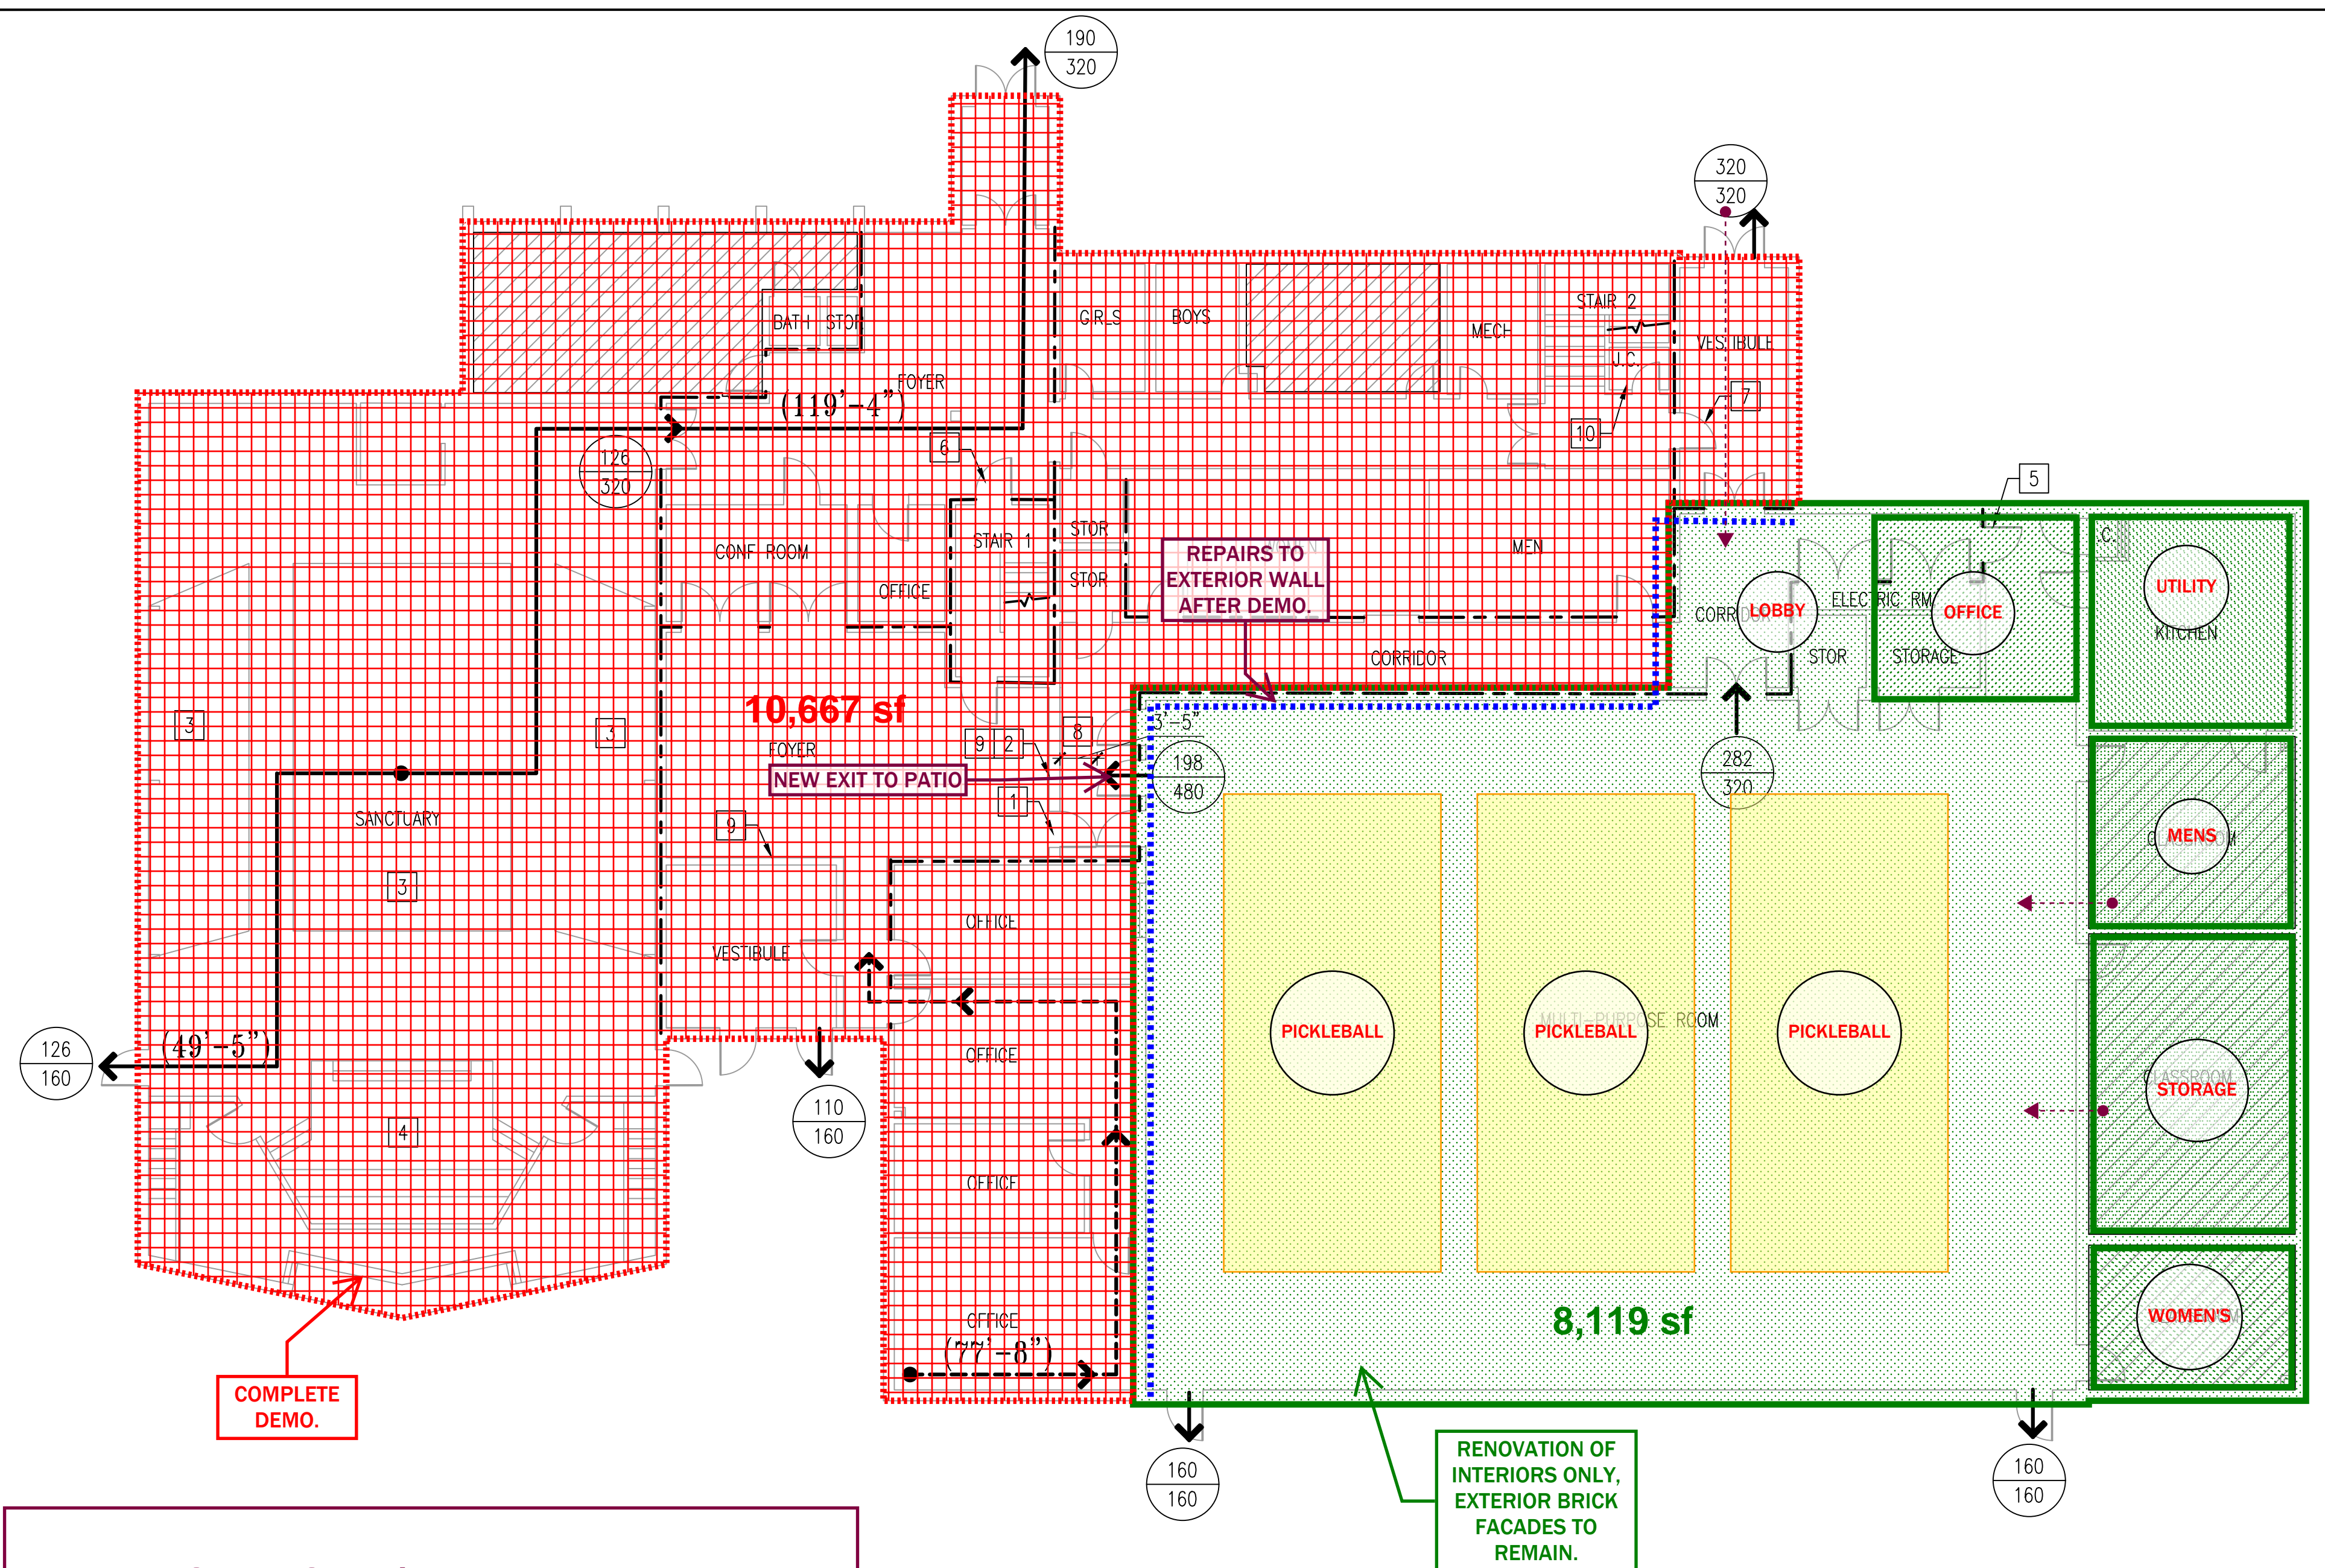 190
320
320
320
BATH
STOR
GIRLS
BOYS
STAIR 2
MECH
J.C.
VESTIBULE
FOYER
(119'-4")
7
10
6
126
320
5
STOR
CONF ROOM
STAIR 1
MEN
REPAIRS TO
EXTERIOR WALL
AFTER DEMO.
STOR
OFFICE
CORRIDOR
LOBBY
ELECTRIC RM
OFFICE
UTILITY
C.
KITCHEN
STOR
STORAGE
CORRIDOR
10,667 sf
3
3
FOYER
9
2
8
3'-5"
NEW EXIT TO PATIO
198
480
282
320
1
SANCTUARY
9
3
MENS
OFFICE
VESTIBULE
PICKLEBALL
PICKLEBALL
PICKLEBALL
MULTI-PURPOSE ROOM
126
160
(49'-5")
OFFICE
CLASSROOM
STORAGE
110
160
4
OFFICE
OFFICE
(77'-8")
8,119 sf
WOMEN'S
COMPLETE
DEMO.
160
160
RENOVATION OF
INTERIORS ONLY,
EXTERIOR BRICK
FACADES TO
REMAIN.
160
160